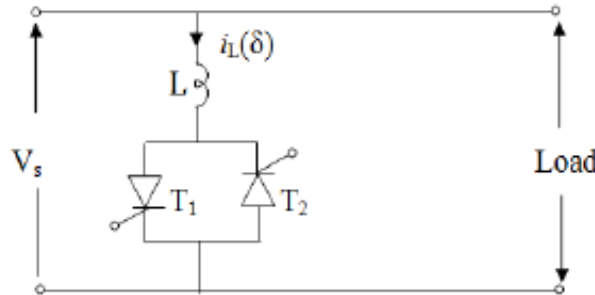 i_L(δ)
L
V_s
Load
T_1
T_2